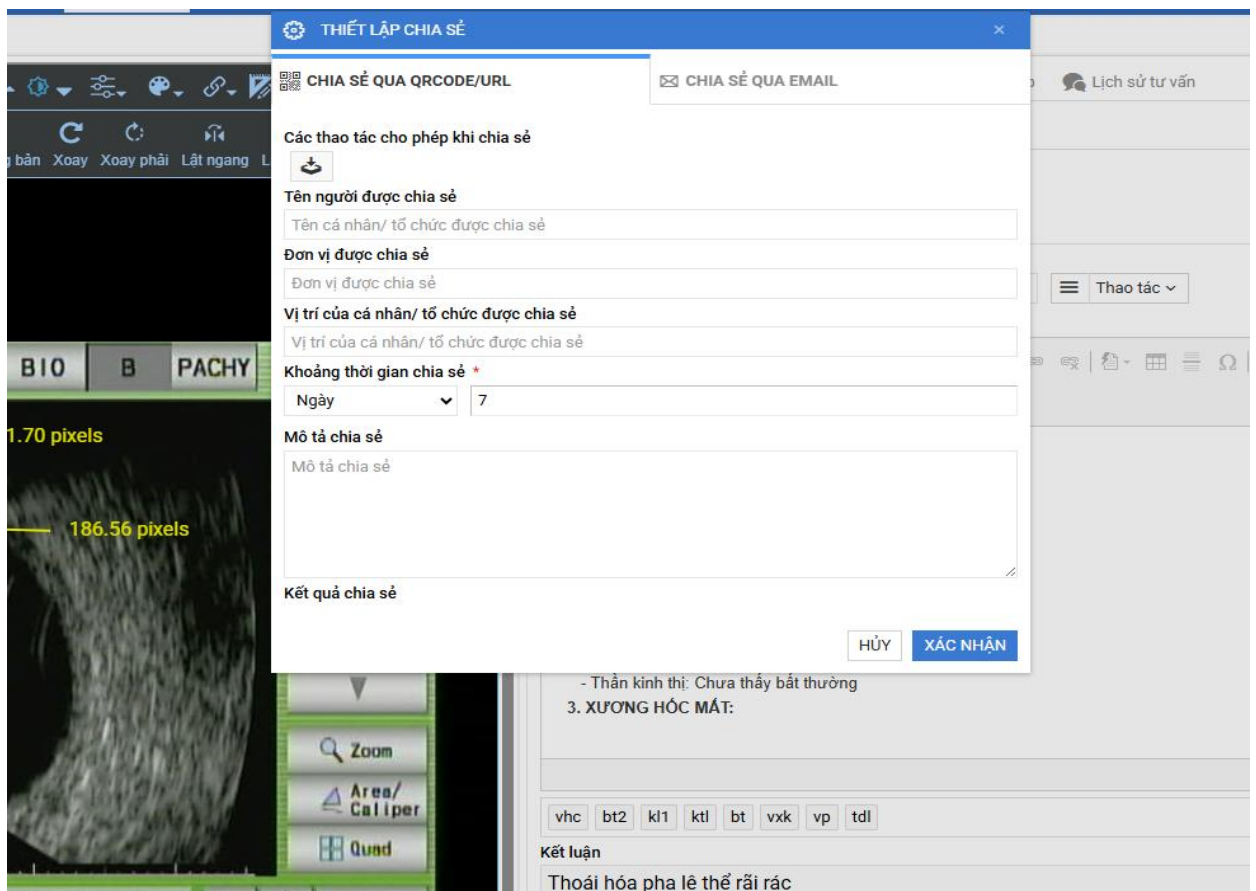 THIẾT LẬP CHIA SẺ
CHIA SẺ QUA QRCODE/URL
CHIA SẺ QUA EMAIL
Lịch sử tư vấn
bản Xoay Xoay phải Lật ngang L
Các thao tác cho phép khi chia sẻ
Tên người được chia sẻ
Tên cá nhân/ tổ chức được chia sẻ
Đơn vị được chia sẻ
Đơn vị được chia sẻ
Thao tác
Vị trí của cá nhân/ tổ chức được chia sẻ
Vị trí của cá nhân/ tổ chức được chia sẻ
BIO B PACHY
Khoảng thời gian chia sẻ *
Ngày 7
1.70 pixels
Mô tả chia sẻ
Mô tả chia sẻ
186.56 pixels
Kết quả chia sẻ
HỦY XÁC NHẬN
- Thần kinh thị: Chưa thấy bất thường
3. XƯƠNG HỐC MẮT:
Zoom
Area/
Caliper
Quad
vhc bt2 kl1 ktl bt vxk vp tdl
Kết luận
Thoái hóa pha lê thể rãi rác